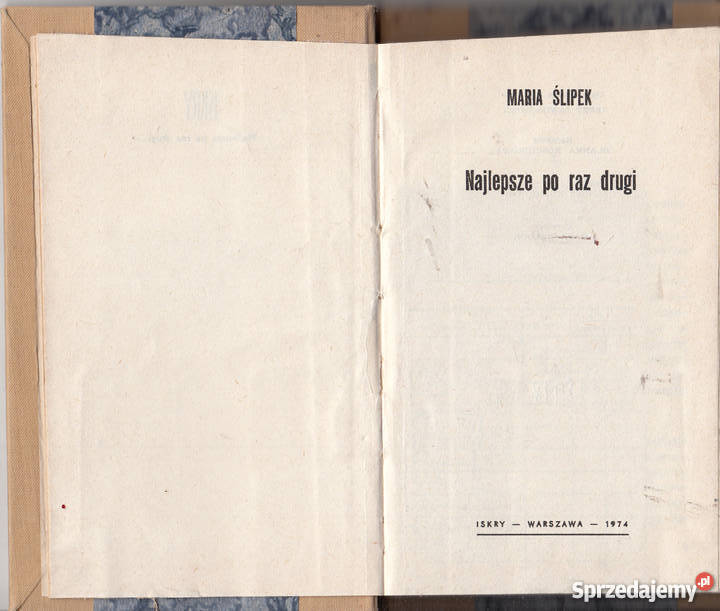 MARIA ŚLIPEK
Najlepsze po raz drugi
ISKRY — WARSZAWA — 1974
Sprzedajemy.pl